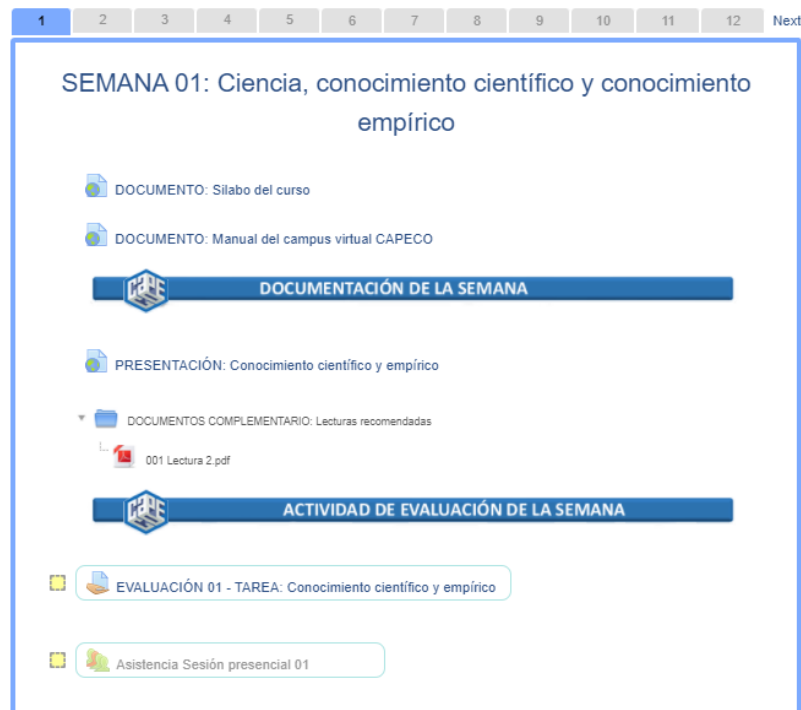 1 2 3 4 5 6 7 8 9 10 11 12 Next
SEMANA 01: Ciencia, conocimiento científico y conocimiento
empírico
DOCUMENTO: Silabo del curso
DOCUMENTO: Manual del campus virtual CAPECO
DOCUMENTACIÓN DE LA SEMANA
PRESENTACIÓN: Conocimiento científico y empírico
DOCUMENTOS COMPLEMENTARIO: Lecturas recomendadas
001 Lectura 2.pdf
ACTIVIDAD DE EVALUACIÓN DE LA SEMANA
EVALUACIÓN 01 - TAREA: Conocimiento científico y empírico
Asistencia Sesión presencial 01